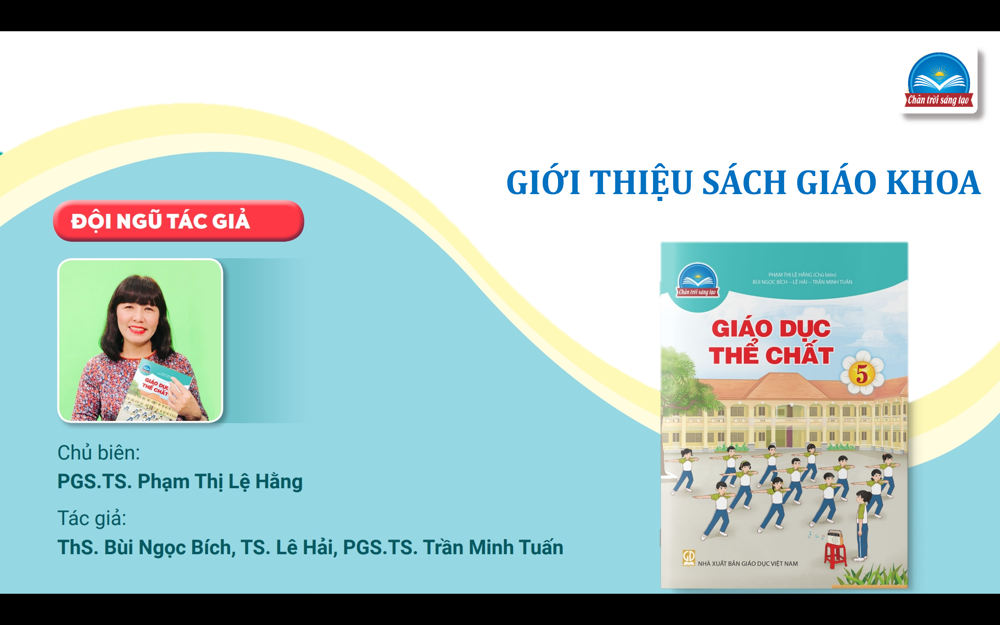 Chân trời sáng tạo
GIỚI THIỆU SÁCH GIÁO KHOA
ĐỘI NGŨ TÁC GIẢ
GIÁO DỤC
THỂ CHẤT
Chủ biên:
PGS.TS. Phạm Thị Lệ Hằng
Tác giả:
ThS. Bùi Ngọc Bích, TS. Lê Hải, PGS.TS. Trần Minh Tuấn
PHẠM THỊ LỆ HẰNG (Chủ biên)
BÙI NGỌC BÍCH – LÊ HẢI – TRẦN MINH TUẤN
Chân trời sáng tạo
GIÁO DỤC
THỂ CHẤT
5
GD
NHÀ XUẤT BẢN GIÁO DỤC VIỆT NAM